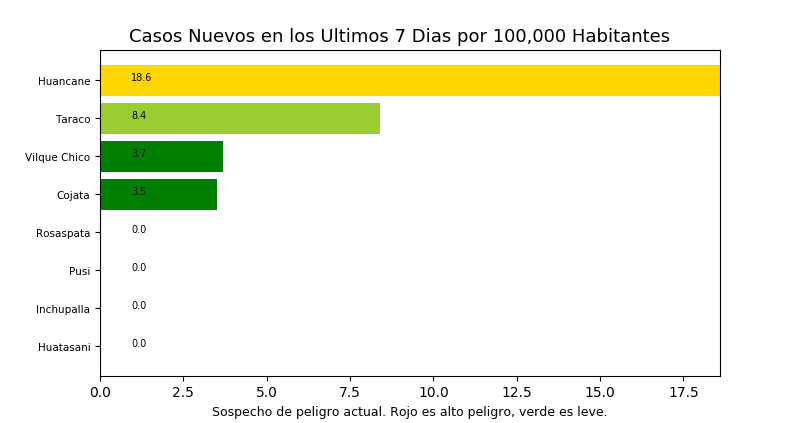 Casos Nuevos en los Ultimos 7 Dias por 100,000 Habitantes
Huancane 18.6
Taraco 8.4
Vilque Chico 3.7
Cojata 3.5
Rosaspata 0.0
Pusi 0.0
Inchupalla 0.0
Huatasani 0.0
0.0 2.5 5.0 7.5 10.0 12.5 15.0 17.5
Sospecho de peligro actual. Rojo es alto peligro, verde es leve.